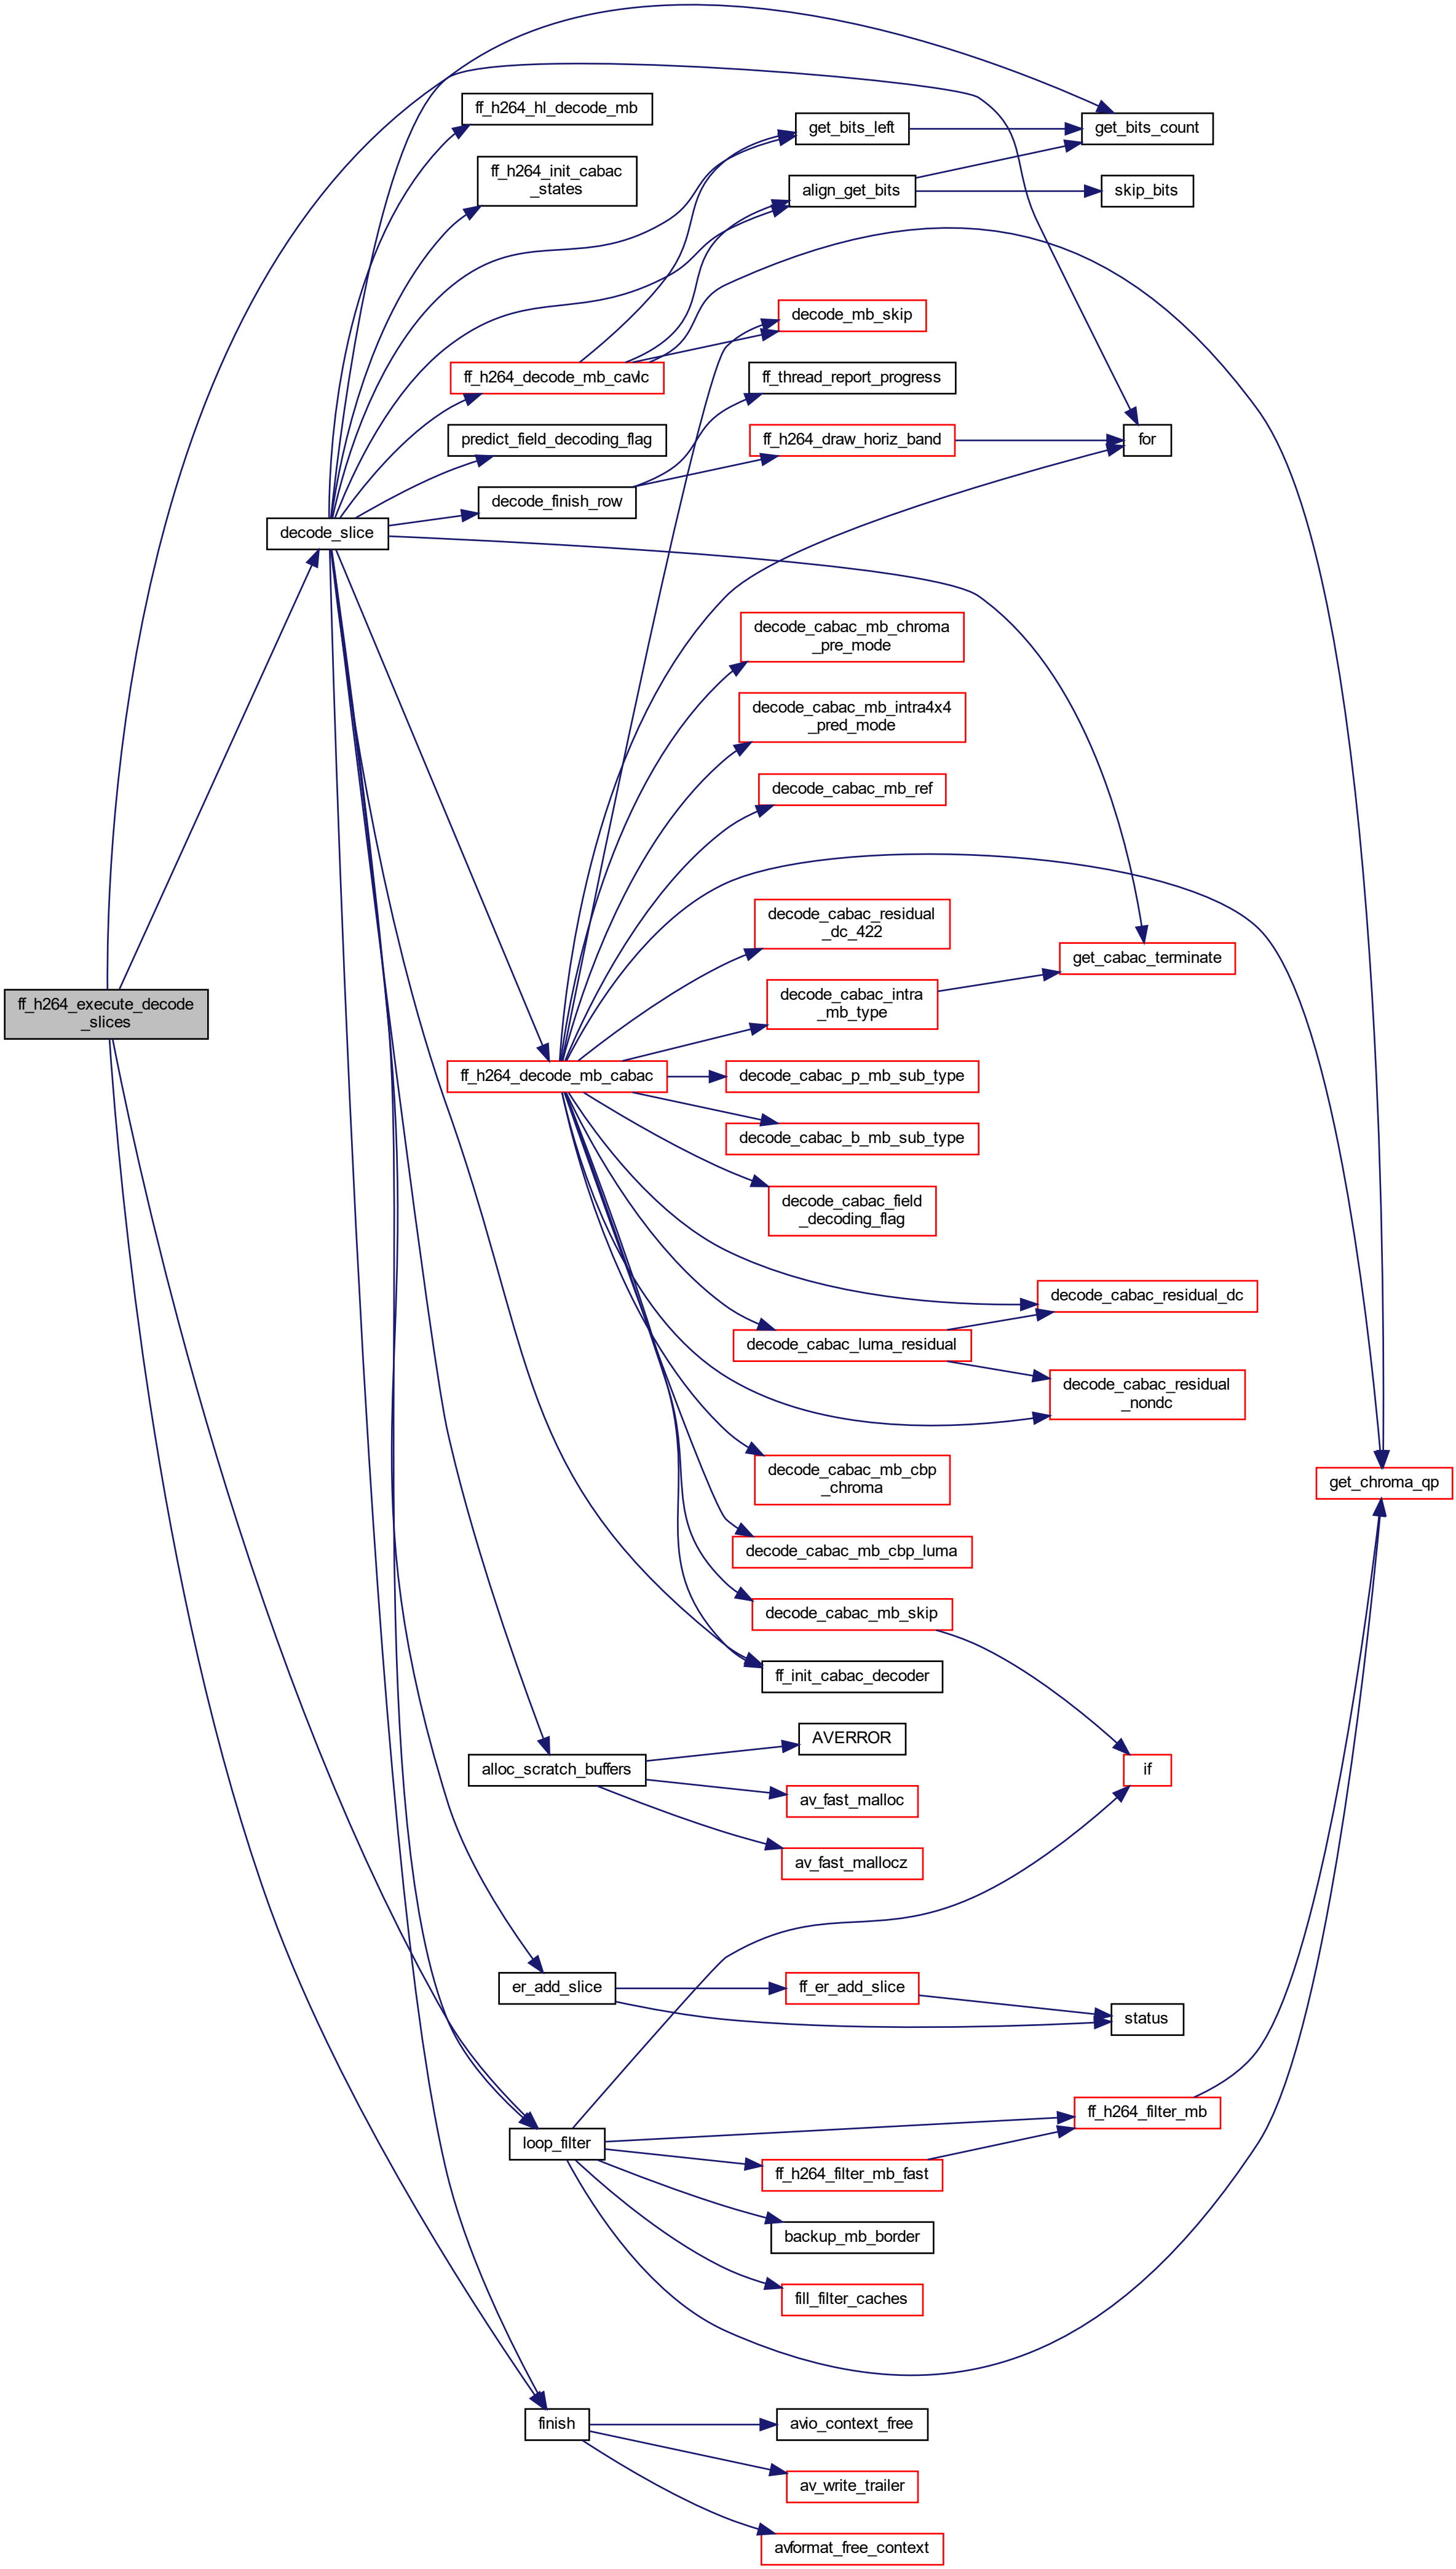 ff_h264_hl_decode_mb
get_bits_left
get_bits_count
ff_h264_init_cabac
_states
align_get_bits
skip_bits
decode_mb_skip
ff_h264_decode_mb_cavlc
ff_thread_report_progress
predict_field_decoding_flag
ff_h264_draw_horiz_band
for
decode_finish_row
decode_slice
decode_cabac_mb_chroma
_pre_mode
decode_cabac_mb_intra4x4
_pred_mode
decode_cabac_mb_ref
decode_cabac_residual
_dc_422
get_cabac_terminate
ff_h264_execute_decode
_slices
decode_cabac_intra
_mb_type
ff_h264_decode_mb_cabac
decode_cabac_p_mb_sub_type
decode_cabac_b_mb_sub_type
decode_cabac_field
_decoding_flag
decode_cabac_residual_dc
decode_cabac_luma_residual
decode_cabac_residual
_nondc
decode_cabac_mb_cbp
_chroma
get_chroma_qp
decode_cabac_mb_cbp_luma
decode_cabac_mb_skip
ff_init_cabac_decoder
AVERROR
alloc_scratch_buffers
if
av_fast_malloc
av_fast_mallocz
er_add_slice
ff_er_add_slice
status
ff_h264_filter_mb
loop_filter
ff_h264_filter_mb_fast
backup_mb_border
fill_filter_caches
finish
avio_context_free
av_write_trailer
avformat_free_context